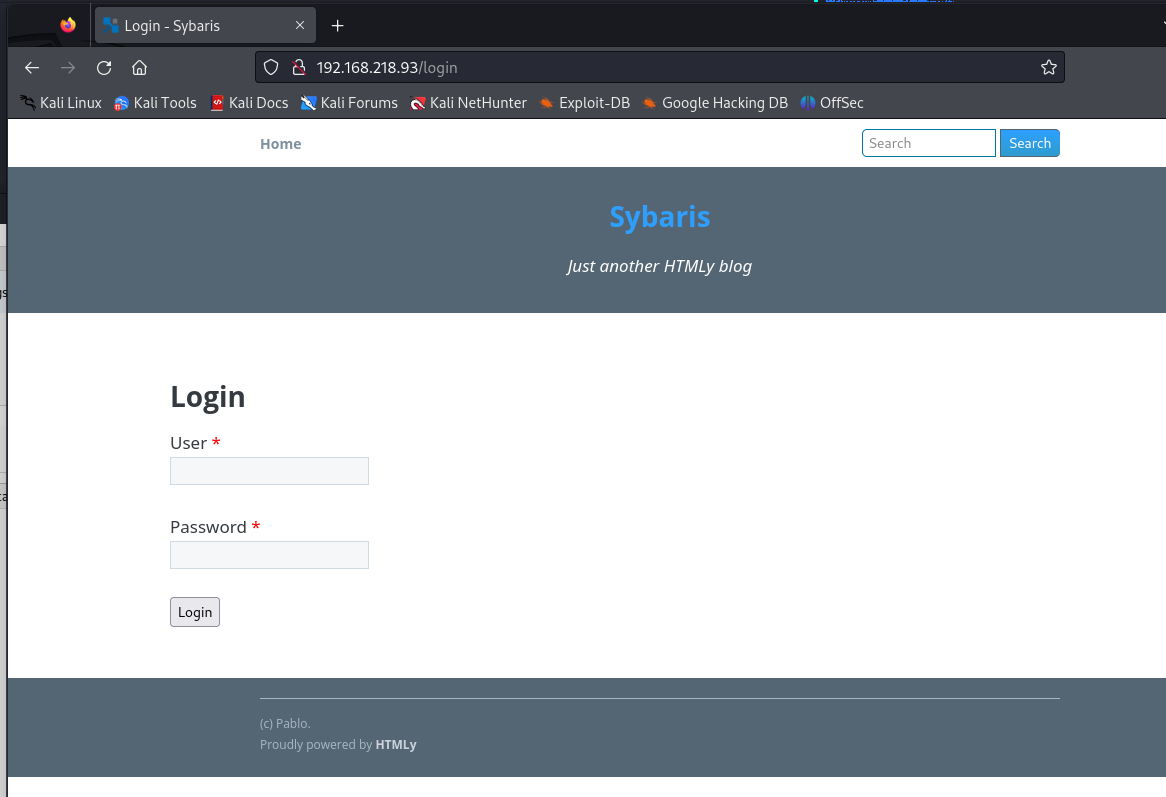 Login - Sybaris
192.168.218.93/login
Kali Linux Kali Tools Kali Docs Kali Forums Kali NetHunter Exploit-DB Google Hacking DB OffSec
Home Search Search
Sybaris
Just another HTMLy blog
Login
User *
Password *
Login
(c) Pablo.
Proudly powered by HTMLy